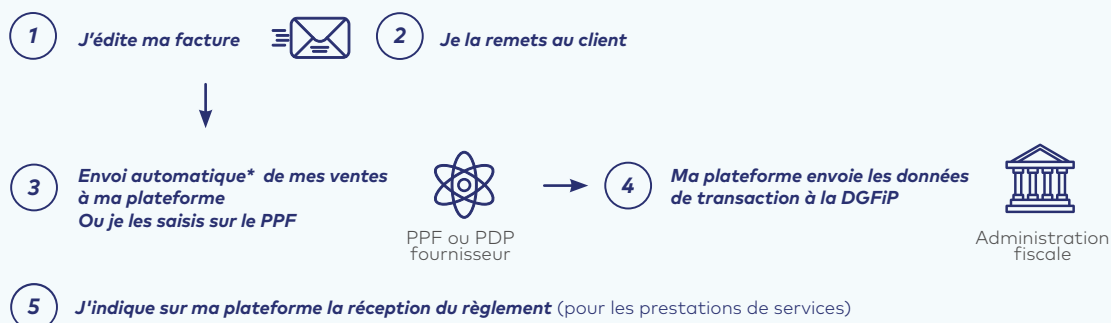 1 J'édite ma facture
2 Je la remets au client
3 Envoi automatique* de mes ventes
à ma plateforme
Ou je les saisis sur le PPF
PPF ou PDP
fournisseur
4 Ma plateforme envoie les données
de transaction à la DGFiP
Administration
fiscale
5 J'indique sur ma plateforme la réception du règlement (pour les prestations de services)